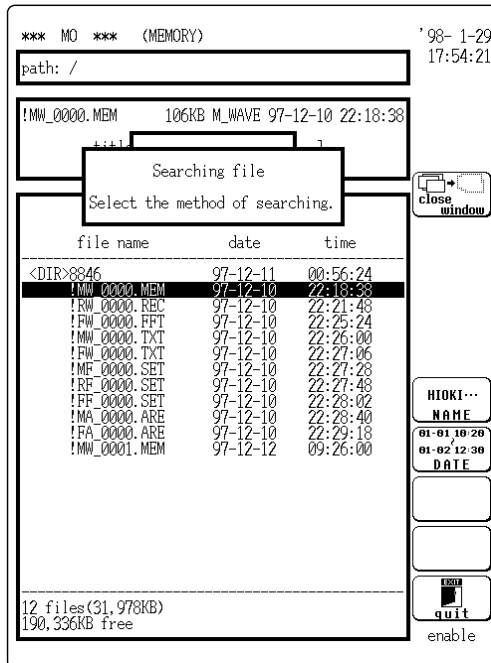 *** MO *** (MEMORY)
'98- 1-29
17:54:21
path: /
!MW_0000.MEM 106KB M_WAVE 97-12-10 22:18:38
Searching file
Select the method of searching.
close window
file name date time
<DIR>8846 97-12-11 00:56:24
!MW_0000.MEM 97-12-10 22:18:38
!RW_0000.REC 97-12-10 22:21:48
!FW_0000.FFT 97-12-10 22:25:24
!MW_0000.TXT 97-12-10 22:26:00
!FW_0000.TXT 97-12-10 22:27:06
!MF_0000.SET 97-12-10 22:27:28
!RF_0000.SET 97-12-10 22:27:48
!FF_0000.SET 97-12-10 22:28:02
!MA_0000.ARE 97-12-10 22:28:40
!FA_0000.ARE 97-12-10 22:29:18
!MW_0001.MEM 97-12-12 09:26:00
HIOKI…
NAME
01-01 10:20
~
01-02 12:30
DATE
12 files(31,978KB)
190,336KB free
EXIT
quit
enable